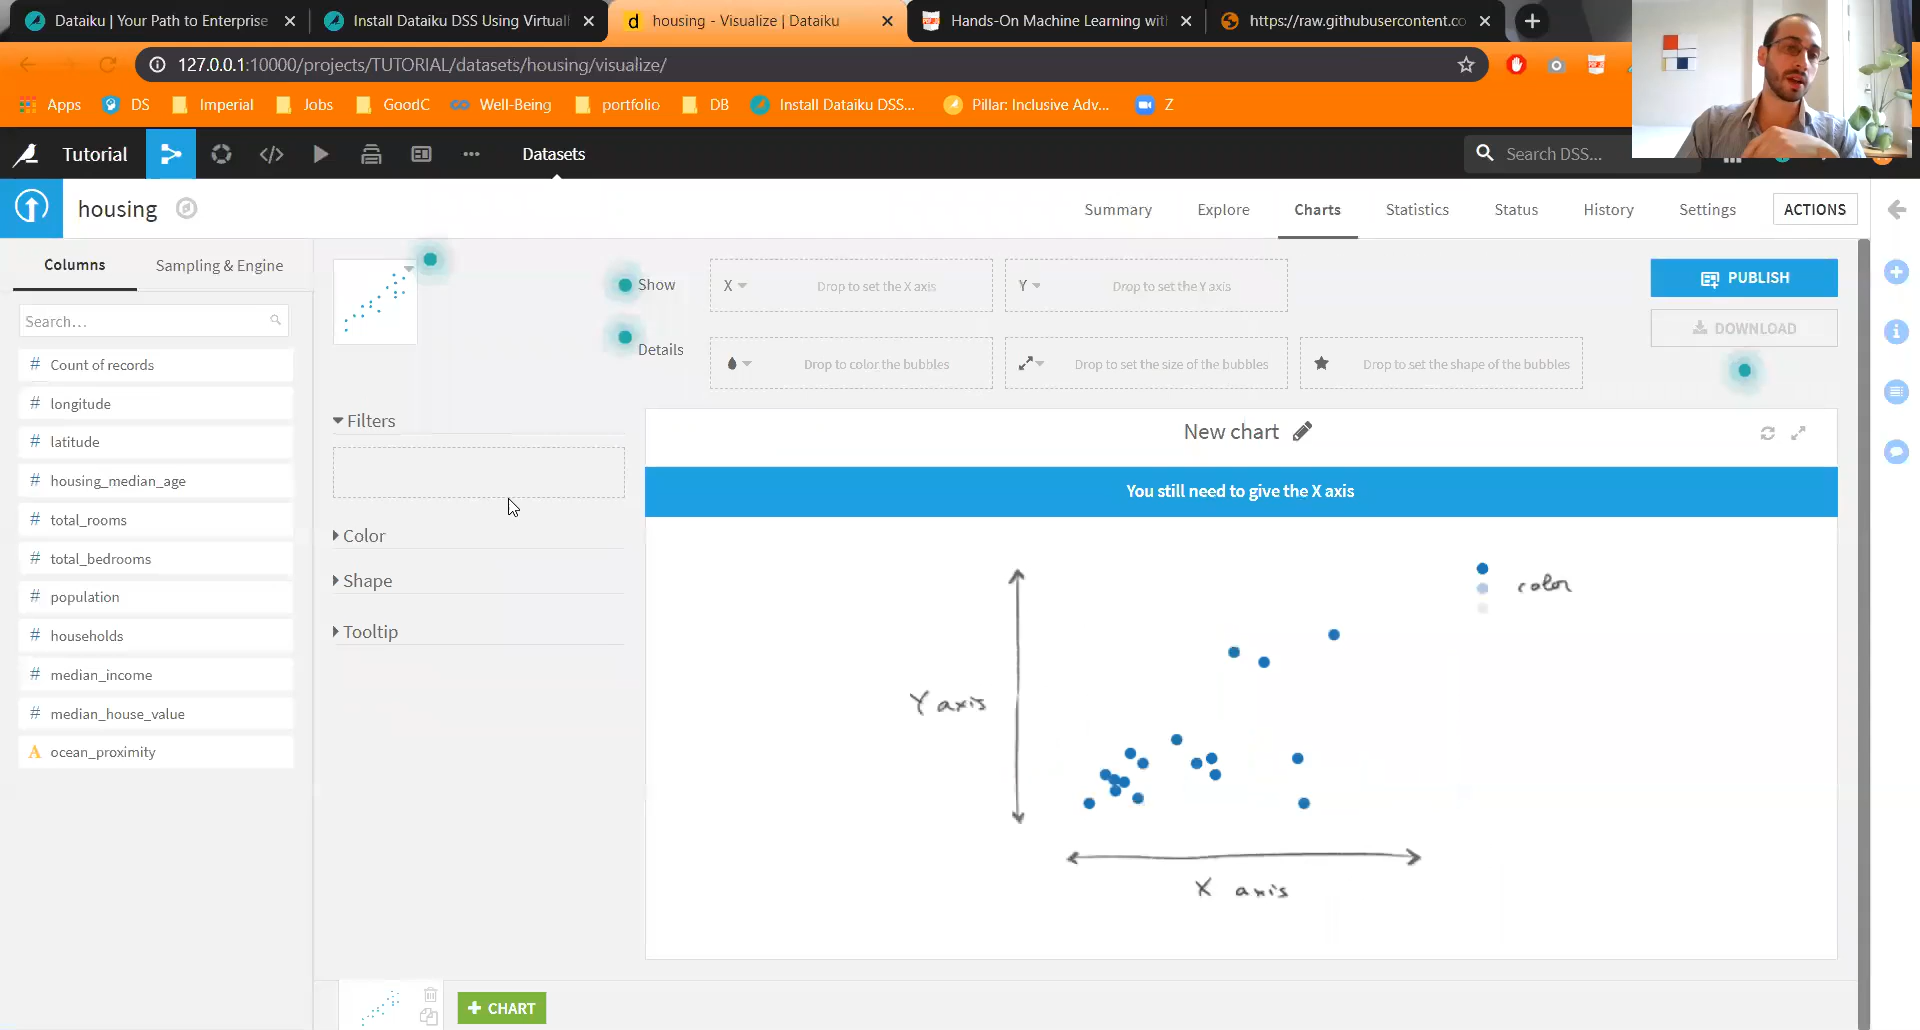 Dataiku | Your Path to Enterprise
Install Dataiku DSS Using Virtuall
housing - Visualize | Dataiku
Hands-On Machine Learning with
https://raw.githubusercontent.co
127.0.0.1:10000/projects/TUTORIAL/datasets/housing/visualize/
Apps DS Imperial Jobs GoodC Well-Being portfolio DB Install Dataiku DSS... Pillar: Inclusive Adv... Z
Tutorial Datasets Search DSS...
housing Summary Explore Charts Statistics Status History Settings ACTIONS
Columns Sampling & Engine
Search...
# Count of records
# longitude
# latitude
# housing_median_age
# total_rooms
# total_bedrooms
# population
# households
# median_income
# median_house_value
A ocean_proximity
Show X Drop to set the X axis Y Drop to set the Y axis
Details Drop to color the bubbles Drop to set the size of the bubbles Drop to set the shape of the bubbles
PUBLISH
DOWNLOAD
Filters
Color
Shape
Tooltip
New chart
You still need to give the X axis
color
Y axis
X axis
+ CHART